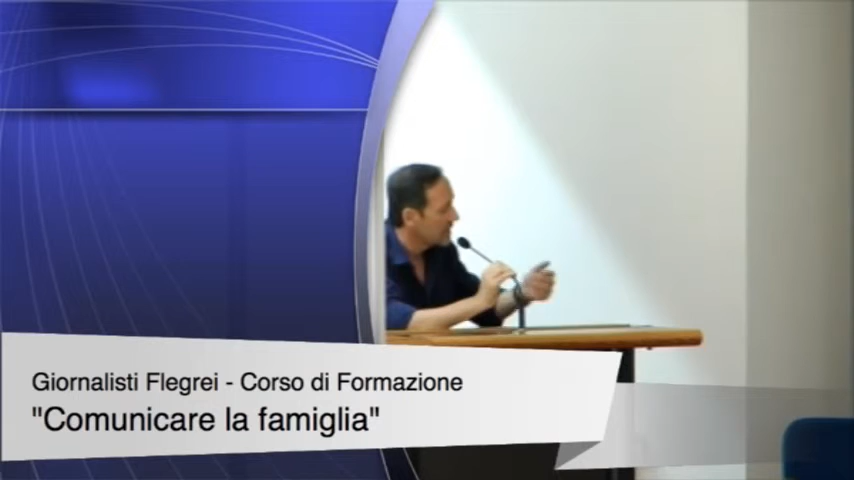 Giornalisti Flegrei - Corso di Formazione
"Comunicare la famiglia"